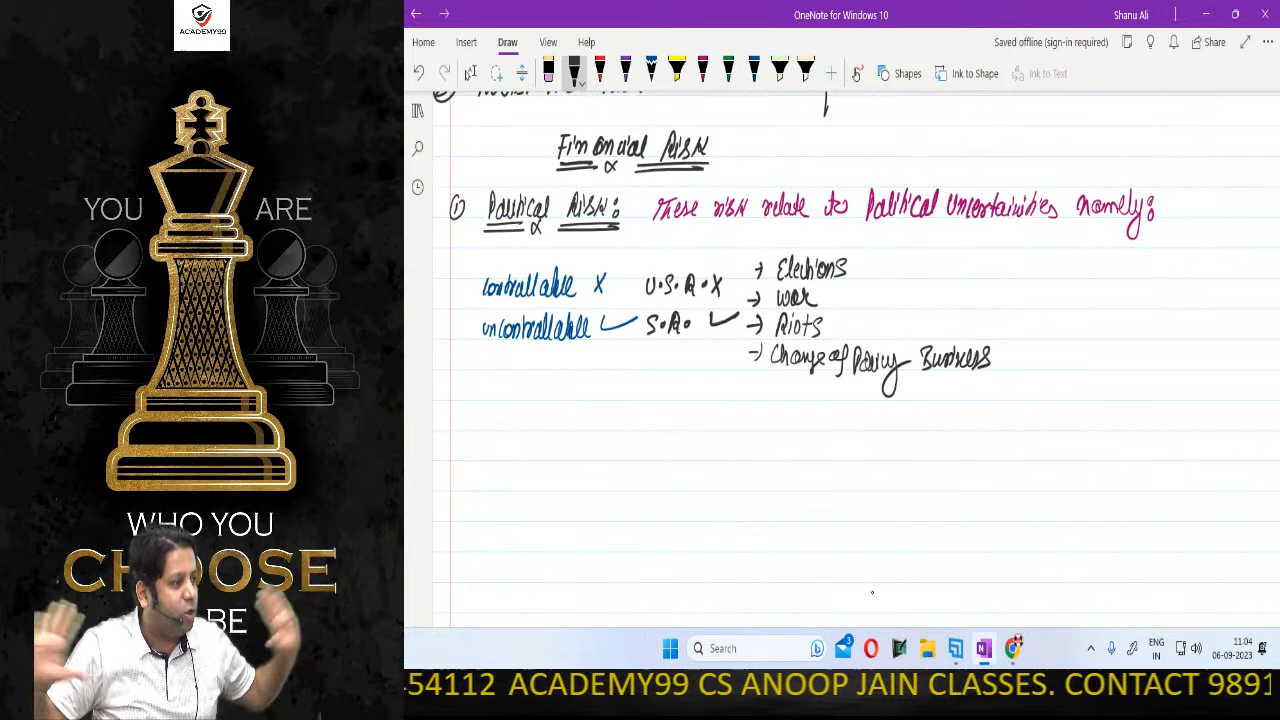 ACADEMY99
OneNote for Windows 10
Shanu Ali
Home Insert Draw View Help
Saved offline (sign-in required)
Share
Shapes
Ink to Shape
Ink to Text
Financial Risk
① Political Risk: These risk relate to Political Uncertainities namely:
controllable X U.S.A. X → Elections
→ war
uncontrollable ✓ S.A. ✓ → Riots
→ Change of Policy Business
YOU ARE
WHO YOU
CHOOSE
BE
Search
3
ENG
IN
11:04
06-09-2023
54112 ACADEMY99 CS ANOOP JAIN CLASSES. CONTACT 9891